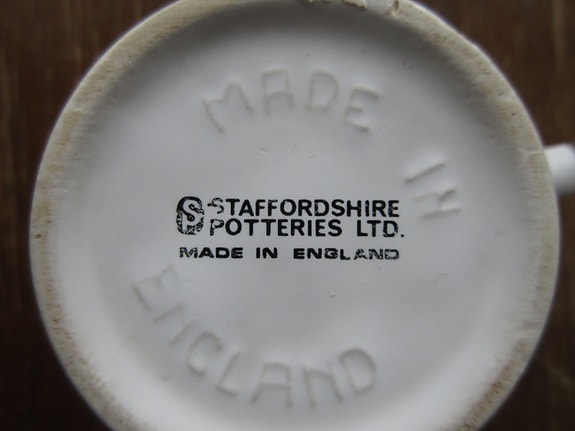 MADE IN
STAFFORDSHIRE
POTTERIES LTD.
MADE IN ENGLAND
ENGLAND